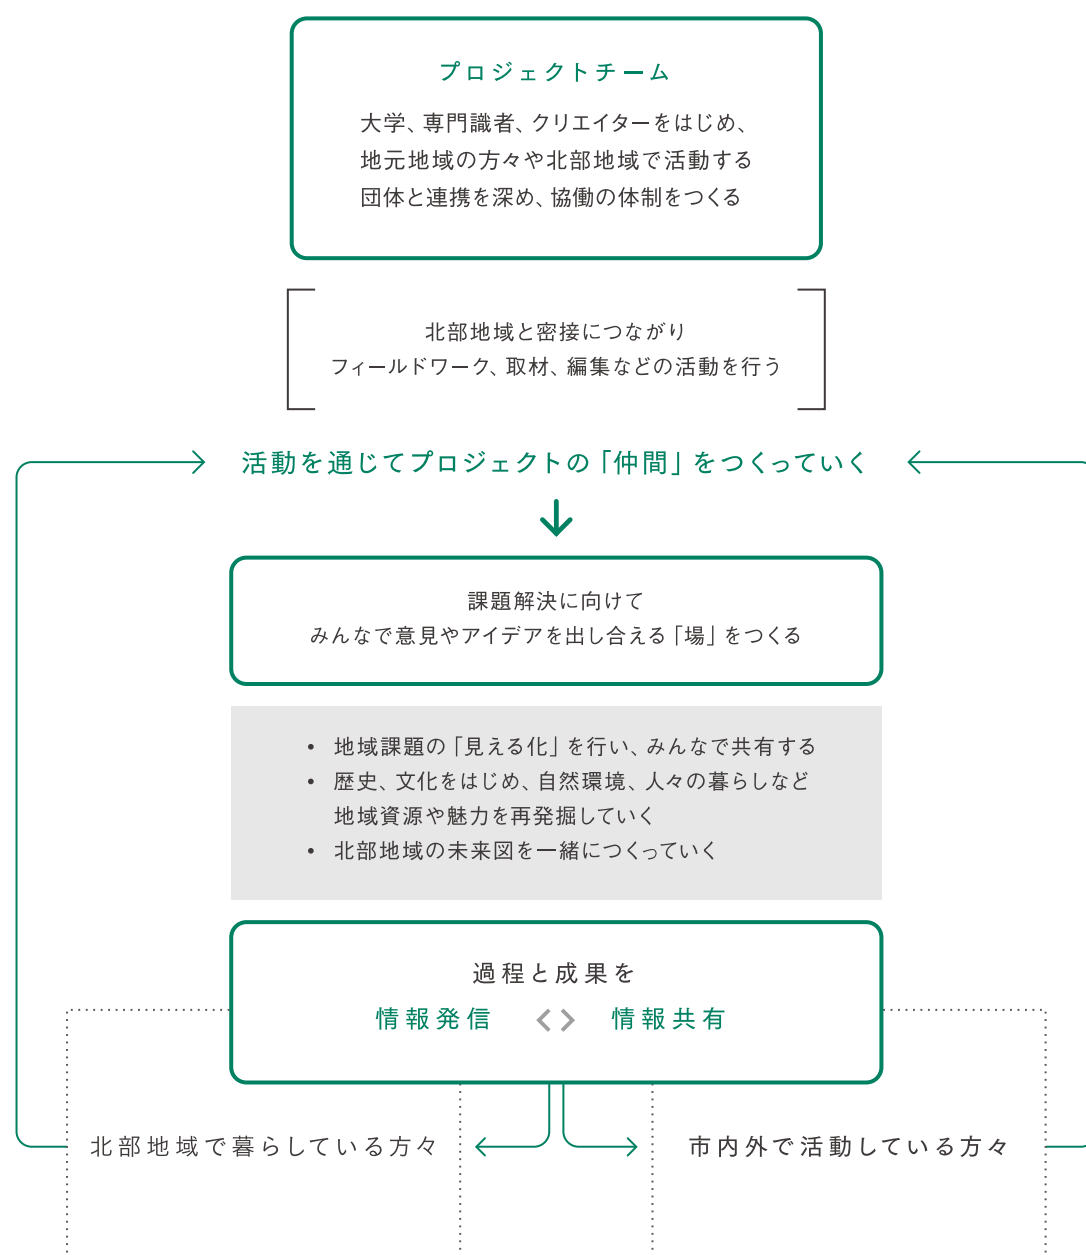 プロジェクトチーム
大学、専門識者、クリエイターをはじめ、
地元地域の方々や北部地域で活動する
団体と連携を深め、協働の体制をつくる
北部地域と密接につながり
フィールドワーク、取材、編集などの活動を行う
活動を通じてプロジェクトの「仲間」をつくっていく
課題解決に向けて
みんなで意見やアイデアを出し合える「場」をつくる
• 地域課題の「見える化」を行い、みんなで共有する
• 歴史、文化をはじめ、自然環境、人々の暮らしなど
地域資源や魅力を再発掘していく
• 北部地域の未来図を一緒につくっていく
過程と成果を
情報発信 <> 情報共有
北部地域で暮らしている方々
市内外で活動している方々